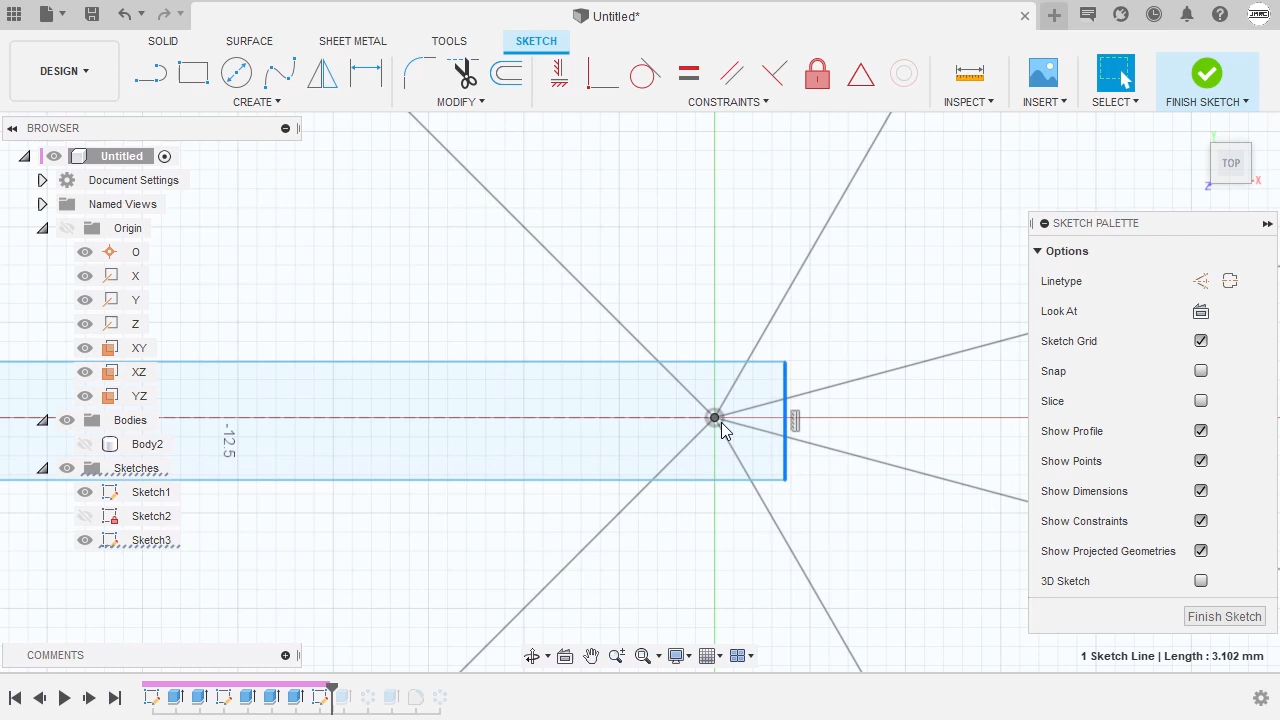 Untitled*
JMRC
DESIGN
SOLID
SURFACE
SHEET METAL
TOOLS
SKETCH
CREATE
MODIFY
CONSTRAINTS
INSPECT
INSERT
SELECT
FINISH SKETCH
BROWSER
Untitled
Document Settings
Named Views
Origin
O
X
Y
Z
XY
XZ
YZ
Bodies
Body2
Sketches
Sketch1
Sketch2
Sketch3
COMMENTS
-12.5
Y
TOP
X
Z
SKETCH PALETTE
Options
Linetype
Look At
Sketch Grid
Snap
Slice
Show Profile
Show Points
Show Dimensions
Show Constraints
Show Projected Geometries
3D Sketch
Finish Sketch
1 Sketch Line | Length : 3.102 mm